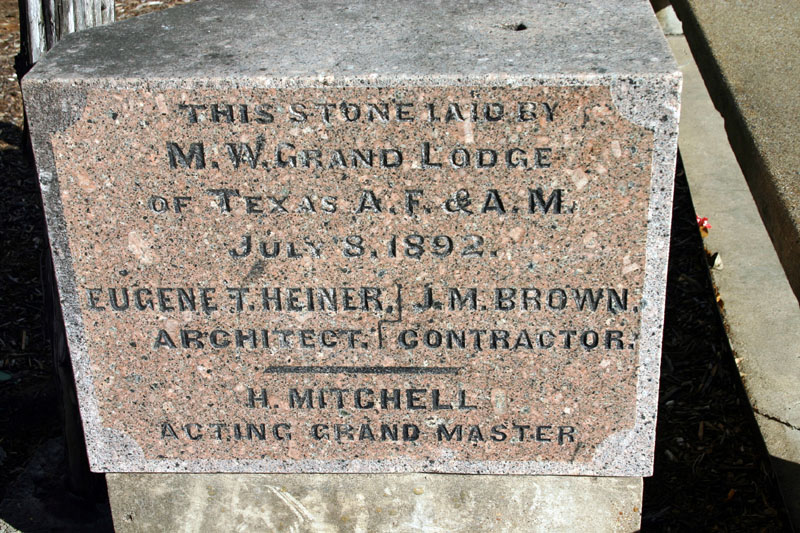 THIS STONE LAID BY
M. W. GRAND LODGE
OF TEXAS A. F. & A. M.
JULY 8. 1892.
EUGENE T. HEINER. J. M. BROWN.
ARCHITECT. CONTRACTOR.
H. MITCHELL
ACTING GRAND MASTER